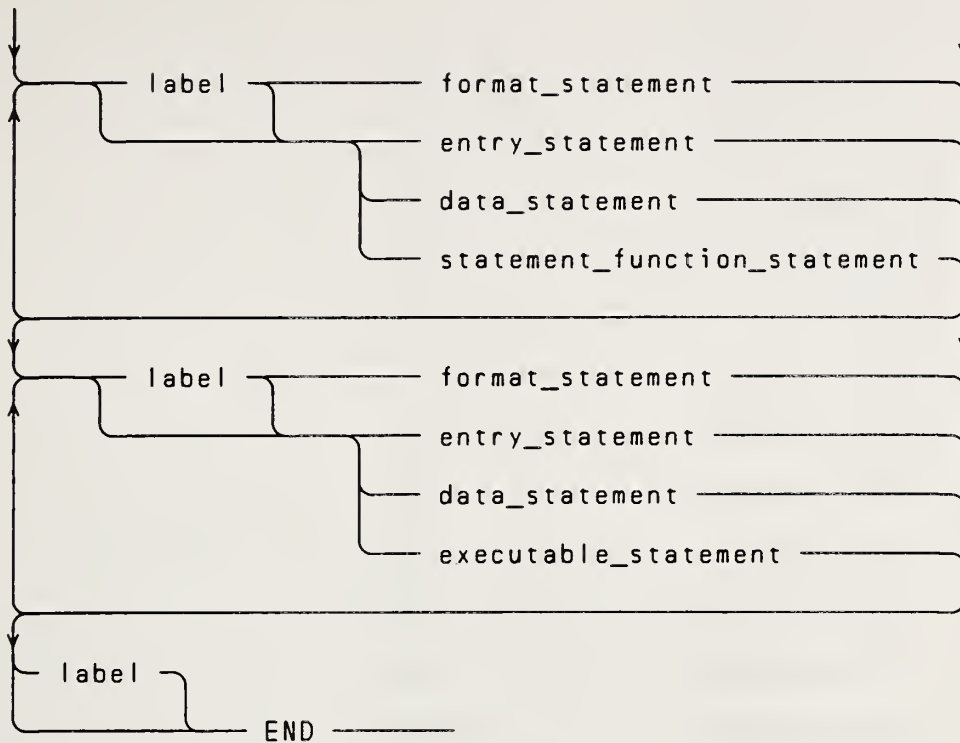 label format_statement
entry_statement
data_statement
statement_function_statement
label format_statement
entry_statement
data_statement
executable_statement
label
END